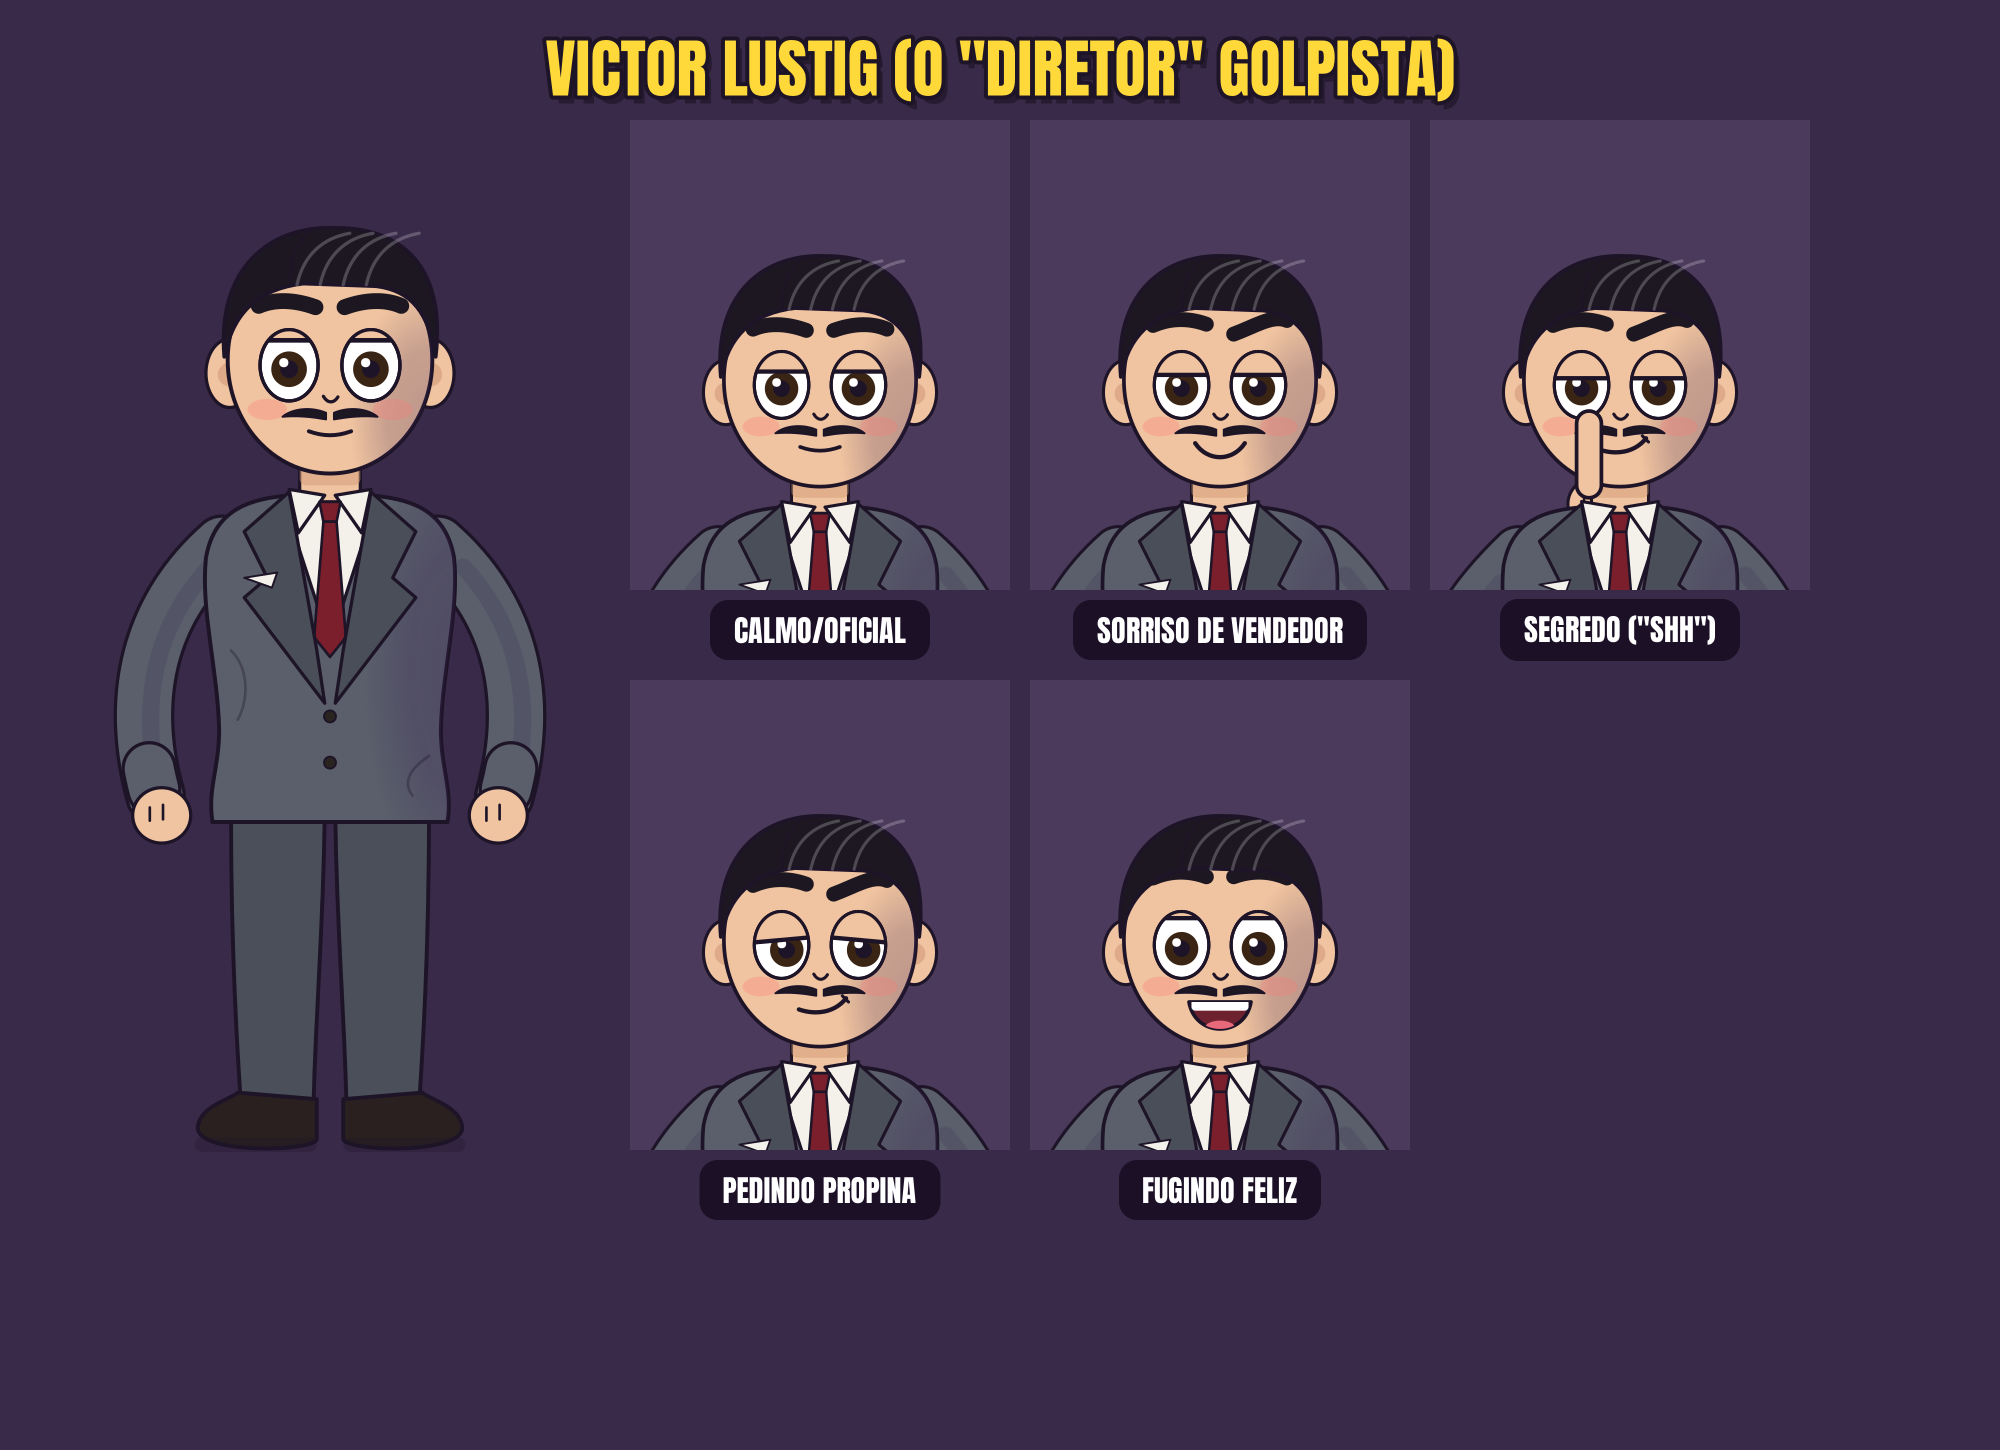 VICTOR LUSTIG (O "DIRETOR" GOLPISTA)
CALMO/OFICIAL
SORRISO DE VENDEDOR
SEGREDO ("SHH")
PEDINDO PROPINA
FUGINDO FELIZ